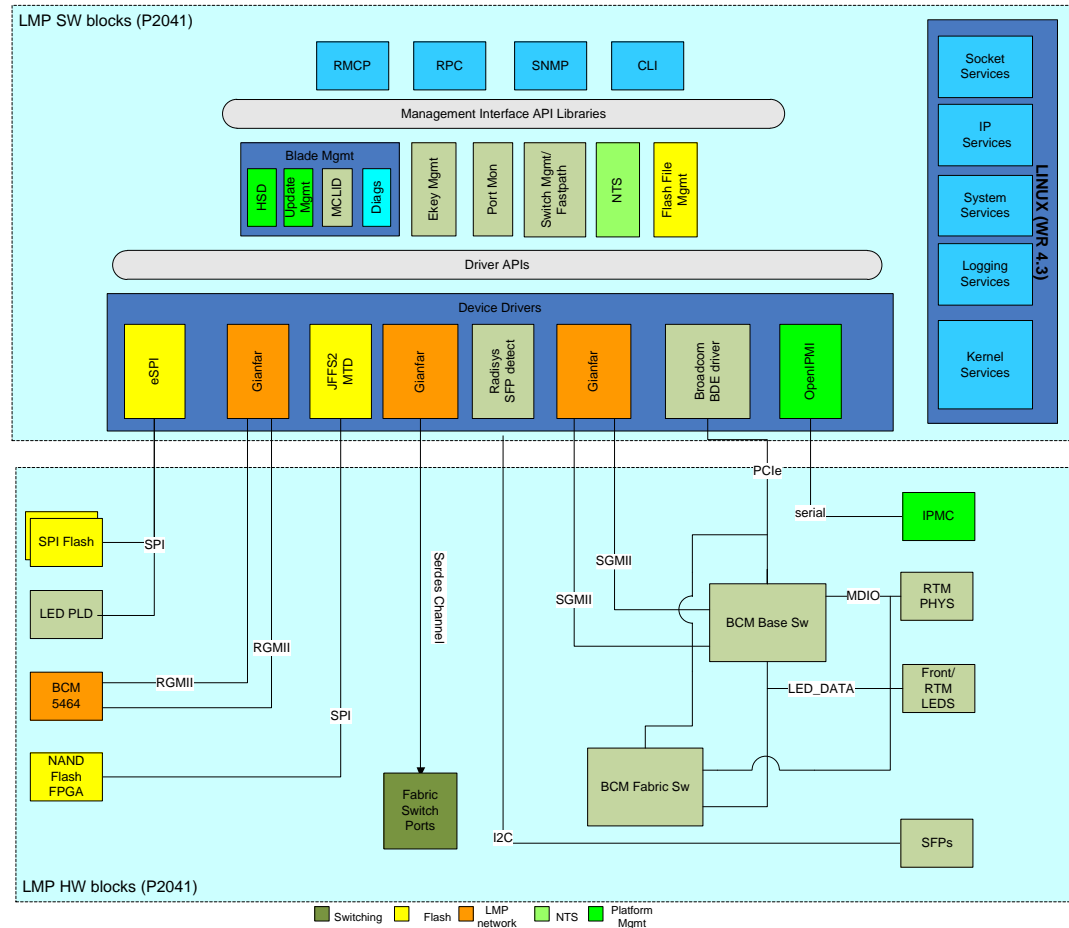 LMP SW blocks (P2041)
RMCP
RPC
SNMP
CLI
Management Interface API Libraries
Blade Mgmt
HSD
Update
Mgmt
MCLID
Diags
Ekey Mgmt
Port Mon
Switch Mgmt/
Fastpath
NTS
Flash File
Mgmt
Driver APIs
Device Drivers
eSPI
Gianfar
JFFS2
MTD
Gianfar
Radisys
SFP detect
Gianfar
Broadcom
BDE driver
OpenIPMI
Socket
Services
IP
Services
System
Services
Logging
Services
Kernel
Services
LINUX (WR 4.3)
PCIe
serial
IPMC
SPI Flash
SPI
LED PLD
RGMII
RGMII
BCM
5464
SPI
NAND
Flash
FPGA
Serdes Channel
Fabric
Switch
Ports
SGMII
SGMII
BCM Base Sw
MDIO
RTM
PHYS
LED_DATA
Front/
RTM
LEDS
BCM Fabric Sw
I2C
SFPs
LMP HW blocks (P2041)
Switching
Flash
LMP
network
NTS
Platform
Mgmt